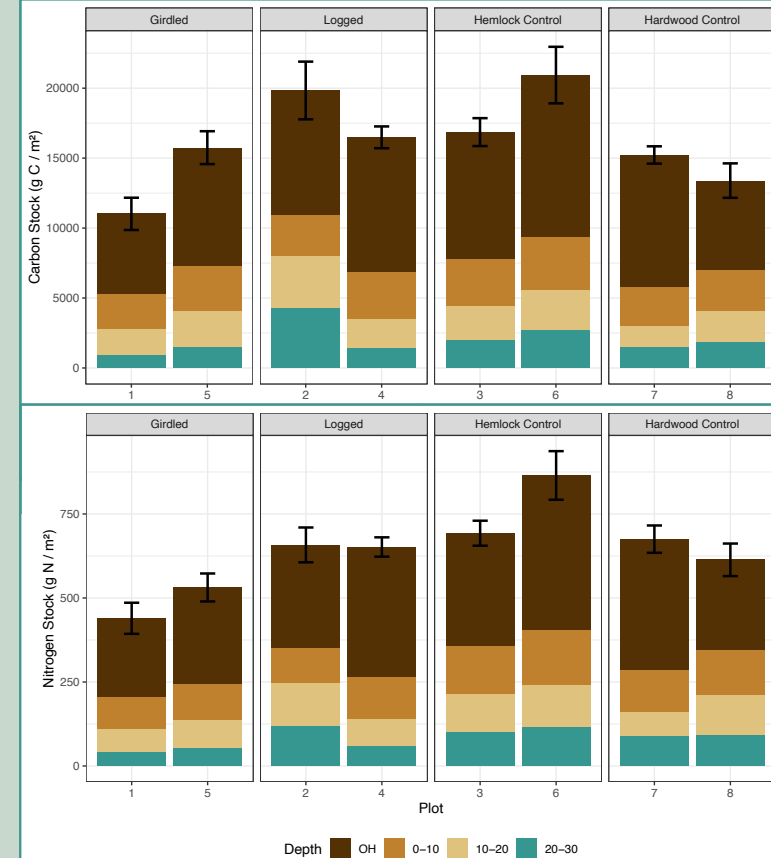 Girdled Logged Hemlock Control Hardwood Control
Carbon Stock (g C / m²)
20000
15000
10000
5000
0
1 5 2 4 3 6 7 8
Girdled Logged Hemlock Control Hardwood Control
Nitrogen Stock (g N / m²)
750
500
250
0
1 5 2 4 3 6 7 8
Plot
Depth OH 0−10 10−20 20−30